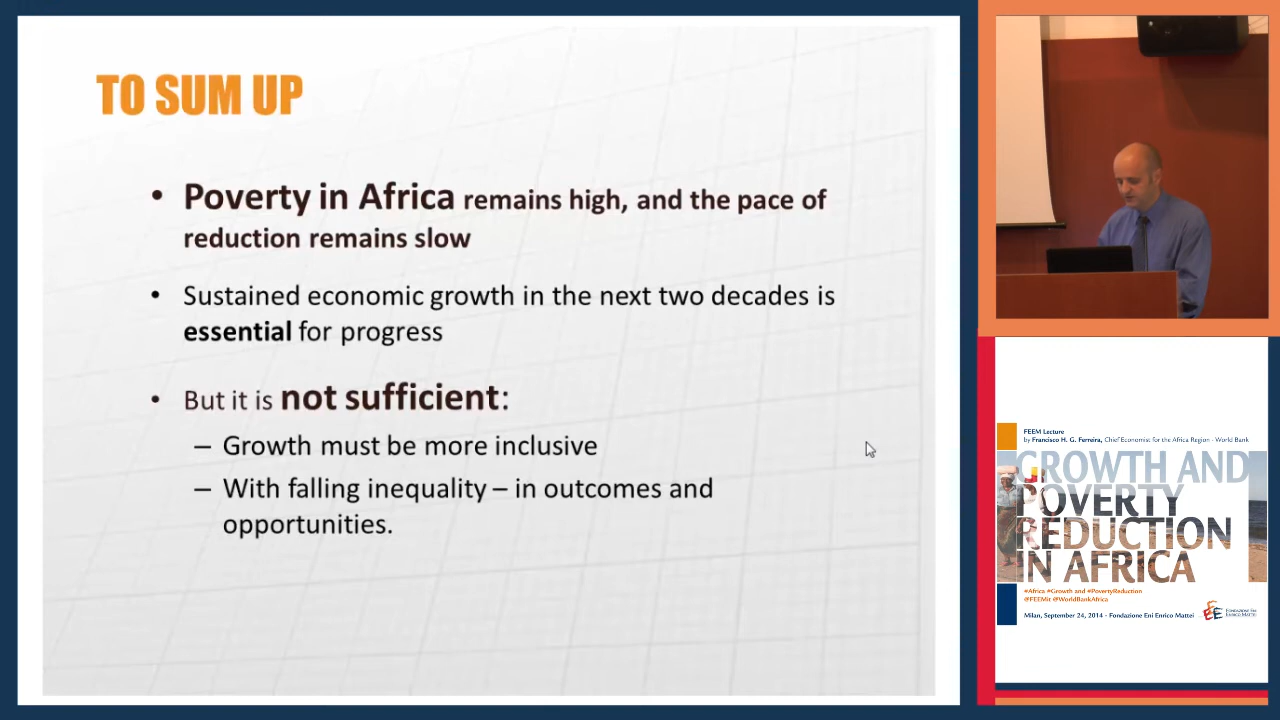 TO SUM UP
• Poverty in Africa remains high, and the pace of
reduction remains slow
• Sustained economic growth in the next two decades is
essential for progress
• But it is not sufficient:
– Growth must be more inclusive
– With falling inequality – in outcomes and
opportunities.
FEEM Lecture
by Francisco H. G. Ferreira, Chief Economist for the Africa Region - World Bank
GROWTH AND
POVERTY
REDUCTION
IN AFRICA
#Africa #Growth and #PovertyReduction
@FEEMit @WorldBankAfrica
Milan, September 24, 2014 - Fondazione Eni Enrico Mattei
Fondazione Eni
Enrico Mattei